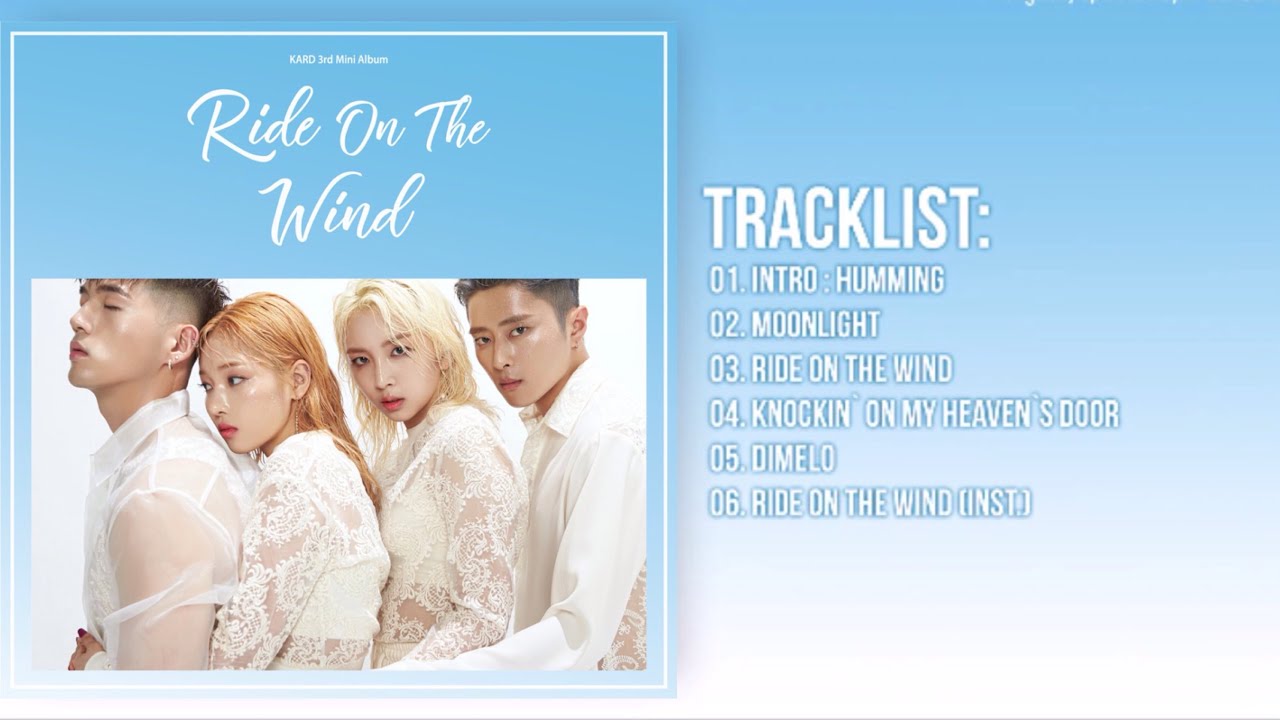 KARD 3rd Mini Album
Ride On The
Wind
TRACKLIST:
01. INTRO : HUMMING
02. MOONLIGHT
03. RIDE ON THE WIND
04. KNOCKIN` ON MY HEAVEN`S DOOR
05. DIMELO
06. RIDE ON THE WIND (INST.)